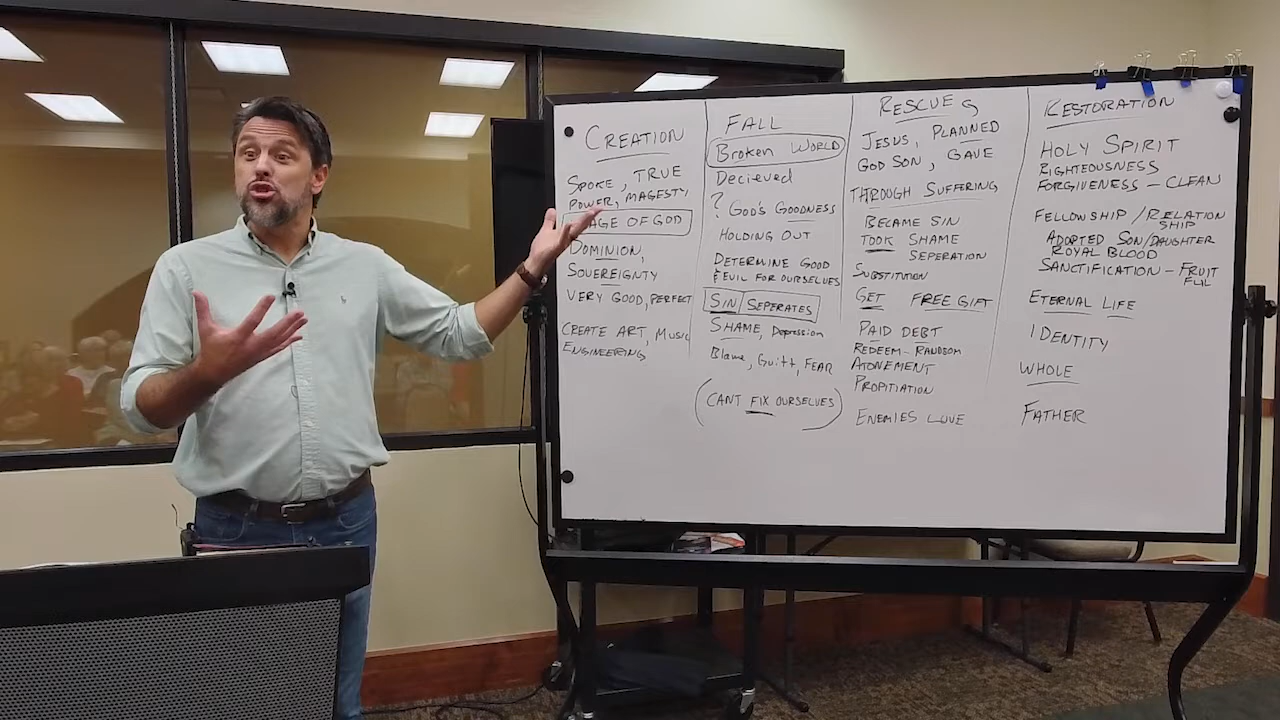 CREATION
SPOKE, TRUE
POWER, MAGESTY
AGE OF GOD
DOMINION,
SOVEREIGNTY
VERY GOOD, PERFECT
CREATE ART, MUSIC
ENGINEERING
FALL
BROKEN WORLD
Decieved
? GOD'S GOODNESS
HOLDING OUT
DETERMINE GOOD
& EVIL FOR OURSELVES
SIN SEPERATES
SHAME, Depression
Blame, Guilt, FEAR
(CANT FIX OURSELVES)
RESCUE
JESUS, PLANNED
GOD SON, GAVE
THROUGH SUFFERING
BECAME SIN
TOOK SHAME
SEPERATION
SUBSTITUTION
GET FREE GIFT
PAID DEBT
REDEEM - RANDOM
ATONEMENT
PROPITIATION
ENEMIES LOVE
RESTORATION
HOLY SPIRIT
RIGHTEOUSNESS
FORGIVENESS - CLEAN
FELLOWSHIP / RELATION
SHIP
ADOPTED SON/DAUGHTER
ROYAL BLOOD
SANCTIFICATION - FRUIT
ETERNAL LIFE
IDENTITY
WHOLE
FATHER